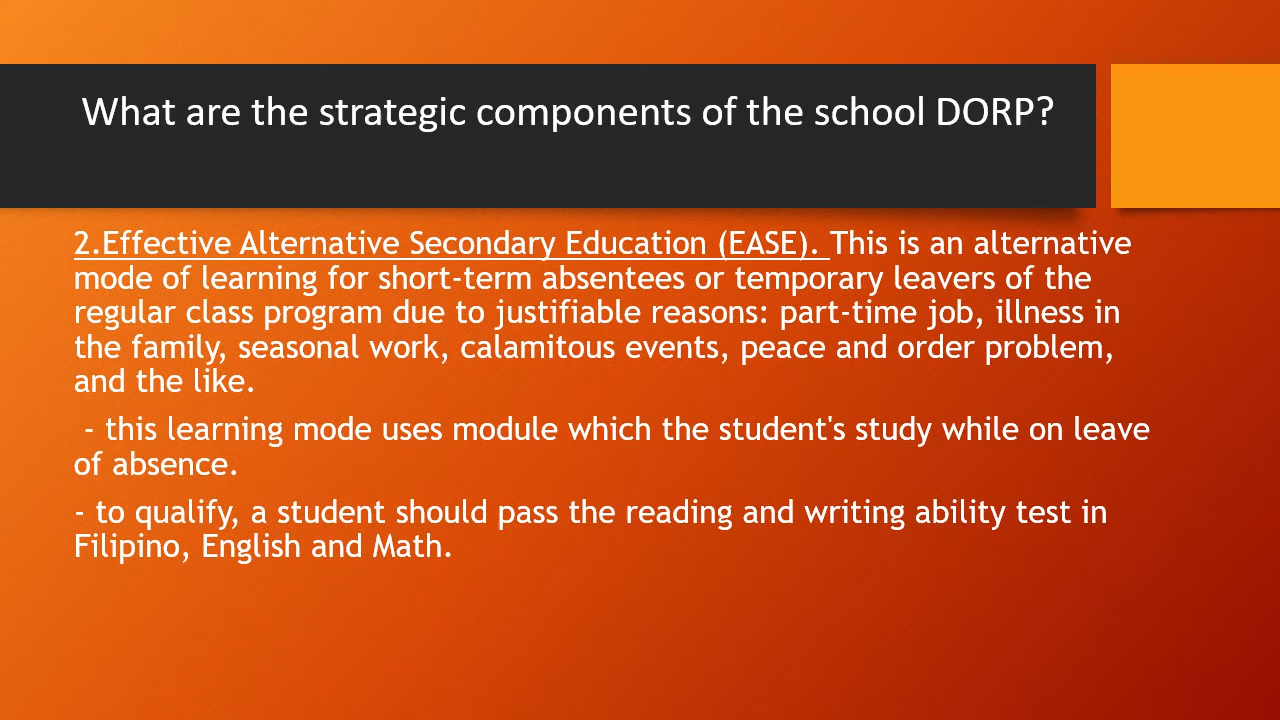 What are the strategic components of the school DORP?
2.Effective Alternative Secondary Education (EASE). This is an alternative
mode of learning for short-term absentees or temporary leavers of the
regular class program due to justifiable reasons: part-time job, illness in
the family, seasonal work, calamitous events, peace and order problem,
and the like.
- this learning mode uses module which the student's study while on leave
of absence.
- to qualify, a student should pass the reading and writing ability test in
Filipino, English and Math.